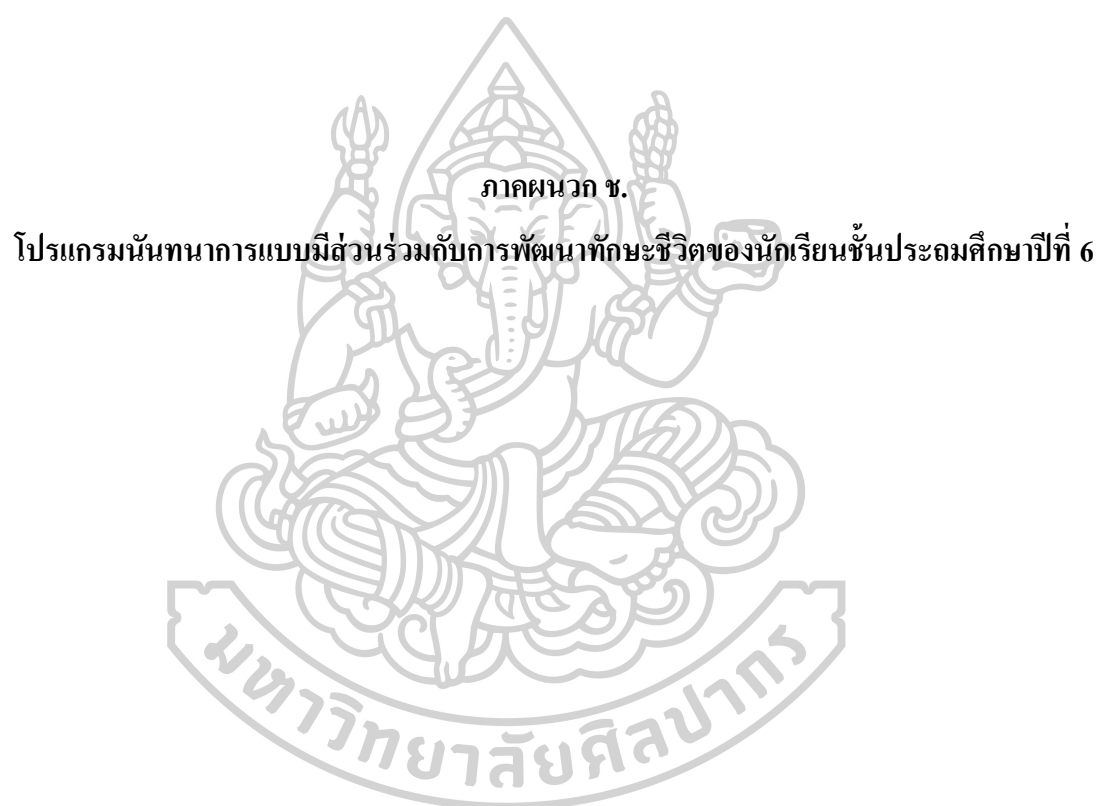 ภาคผนวก ช.
โปรแกรมนันทนาการแบบมีส่วนร่วมกับการพัฒนาทักษะชีวิตของนักเรียนชั้นประถมศึกษาปีที่ 6
มหาวิทยาลัยศิลปากร